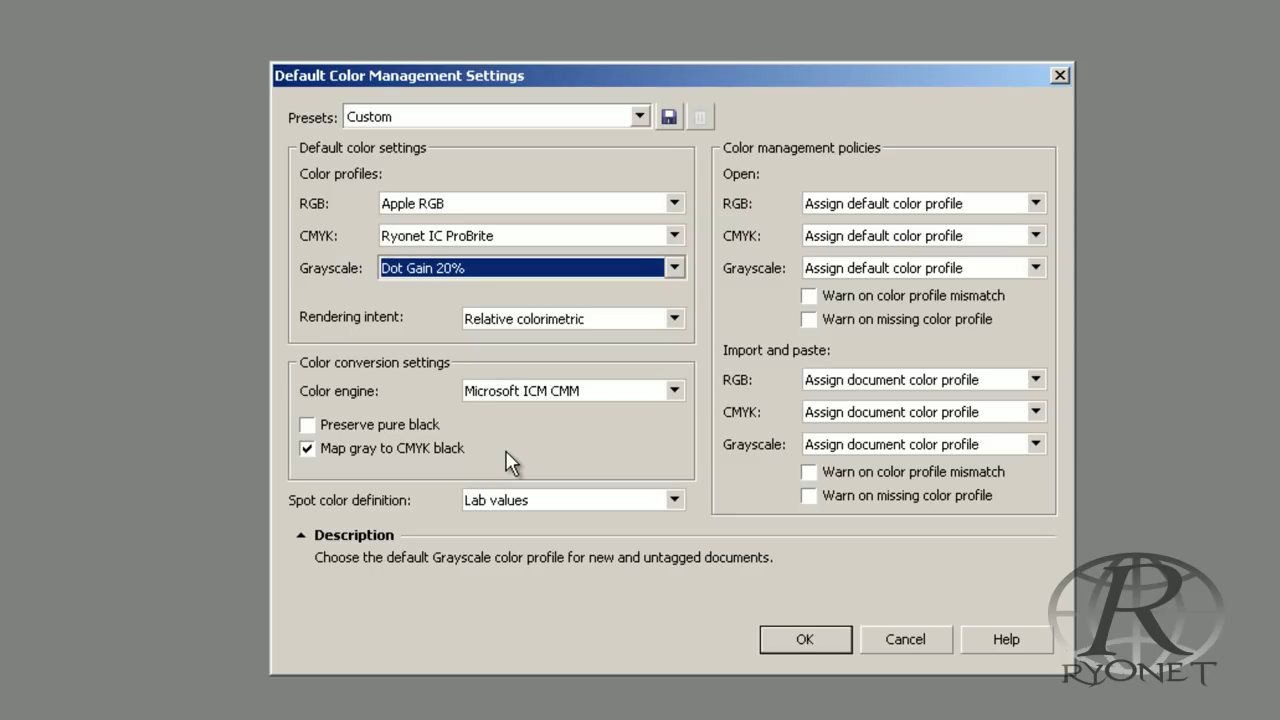 Default Color Management Settings
Presets: Custom
Default color settings
Color profiles:
RGB: Apple RGB
CMYK: Ryonet IC ProBrite
Grayscale: Dot Gain 20%
Rendering intent: Relative colorimetric
Color conversion settings
Color engine: Microsoft ICM CMM
Preserve pure black
Map gray to CMYK black
Spot color definition: Lab values
Color management policies
Open:
RGB: Assign default color profile
CMYK: Assign default color profile
Grayscale: Assign default color profile
Warn on color profile mismatch
Warn on missing color profile
Import and paste:
RGB: Assign document color profile
CMYK: Assign document color profile
Grayscale: Assign document color profile
Warn on color profile mismatch
Warn on missing color profile
Description
Choose the default Grayscale color profile for new and untagged documents.
OK Cancel Help
R
RYONET